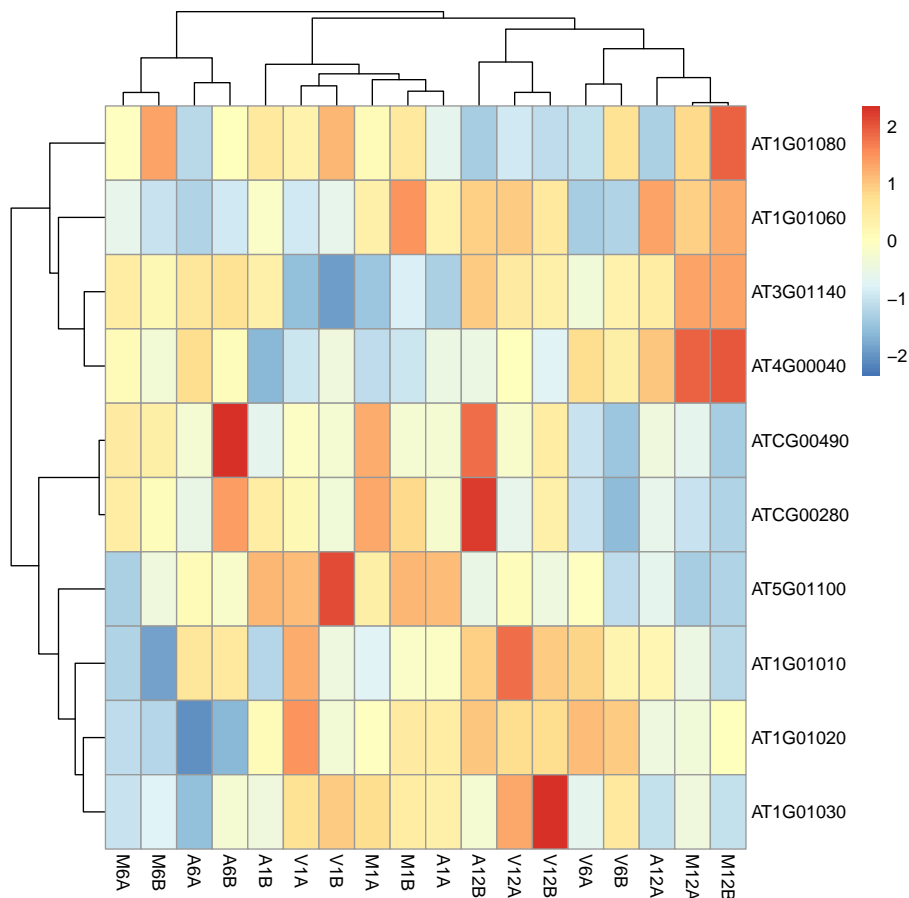 AT1G01080
AT1G01060
AT3G01140
AT4G00040
ATCG00490
ATCG00280
AT5G01100
AT1G01010
AT1G01020
AT1G01030
2
1
0
−1
−2
M6A
M6B
A6A
A6B
A1B
V1A
V1B
M1A
M1B
A1A
A12B
V12A
V12B
V6A
V6B
A12A
M12A
M12B